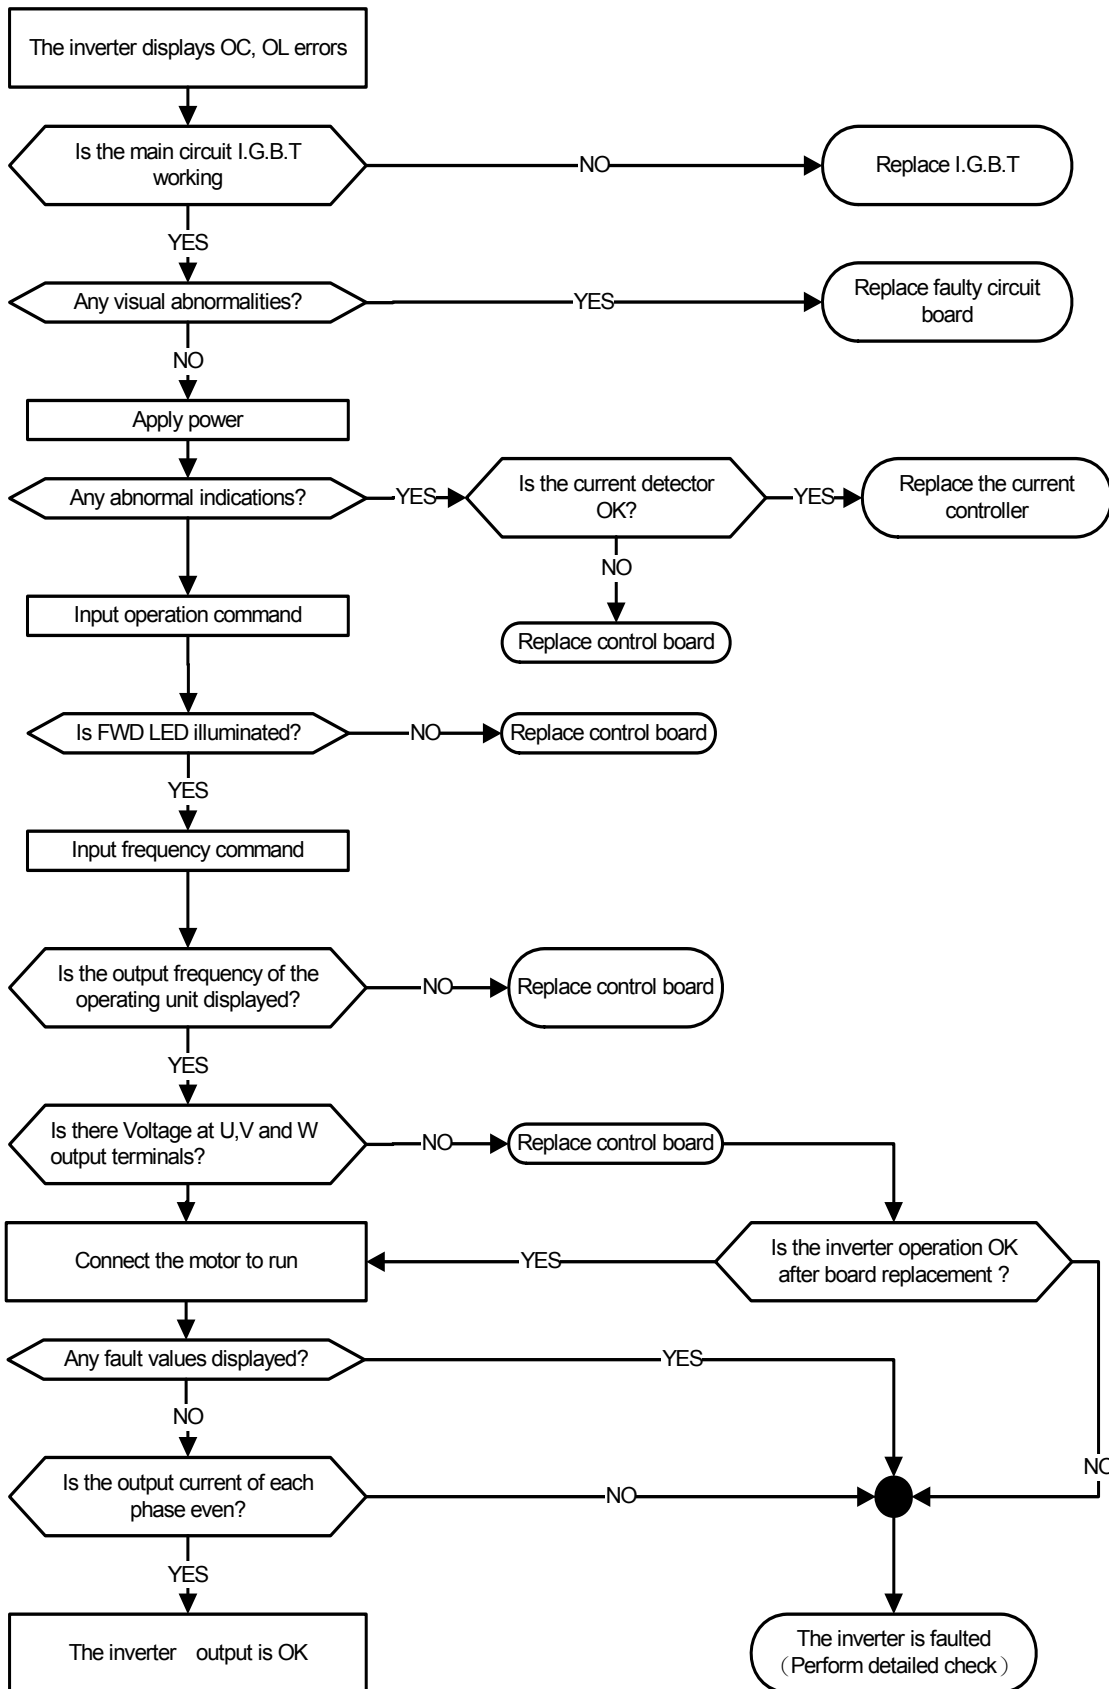 The inverter displays OC, OL errors
Is the main circuit I.G.B.T
working
NO
Replace I.G.B.T
YES
Any visual abnormalities?
YES
Replace faulty circuit
board
NO
Apply power
Any abnormal indications?
YES
Is the current detector
OK?
YES
Replace the current
controller
NO
Input operation command
Replace control board
Is FWD LED illuminated?
NO
Replace control board
YES
Input frequency command
Is the output frequency of the
operating unit displayed?
NO
Replace control board
YES
Is there Voltage at U,V and W
output terminals?
NO
Replace control board
Connect the motor to run
YES
Is the inverter operation OK
after board replacement ?
Any fault values displayed?
YES
NO
NO
Is the output current of each
phase even?
NO
YES
The inverter output is OK
The inverter is faulted
（Perform detailed check）